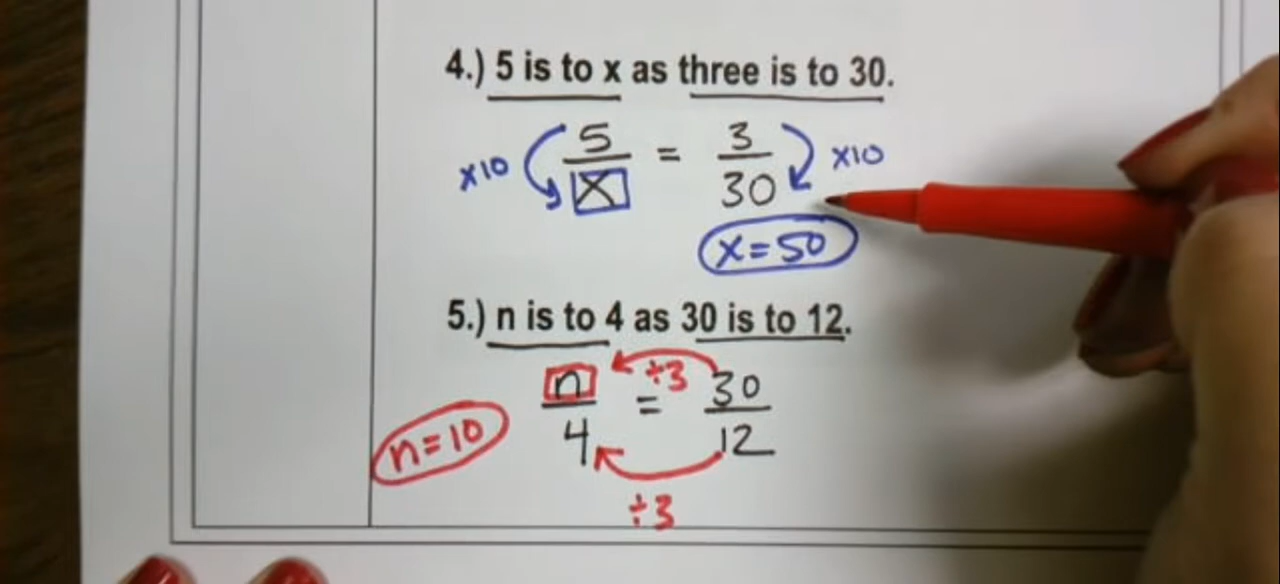 4.) 5 is to x as three is to 30.
x10 5/x = 3/30 x10
x=50
5.) n is to 4 as 30 is to 12.
n/4 = 30/12 ÷3
n=10
÷3